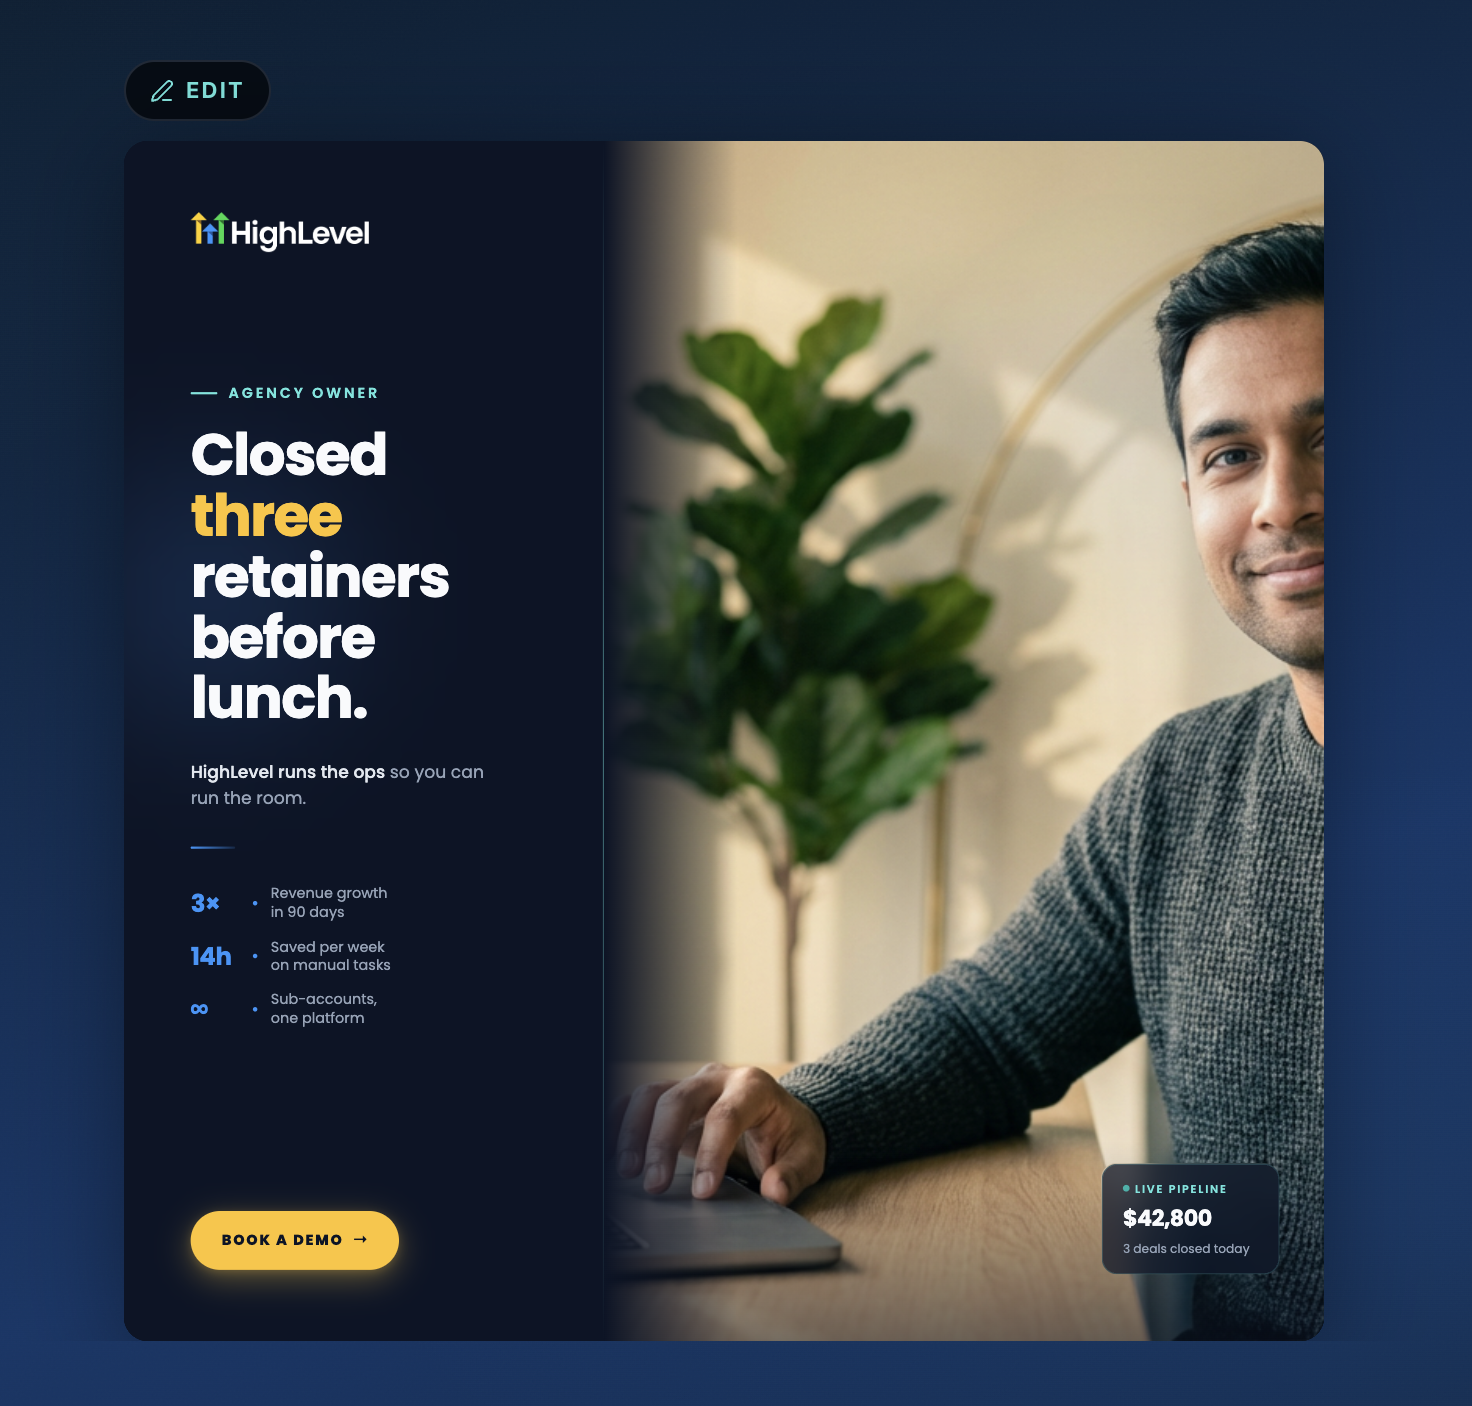 EDIT
HighLevel
AGENCY OWNER
Closed
three
retainers
before
lunch.
HighLevel runs the ops so you can
run the room.
3× • Revenue growth
in 90 days
14h • Saved per week
on manual tasks
∞ • Sub-accounts,
one platform
BOOK A DEMO →
LIVE PIPELINE
$42,800
3 deals closed today